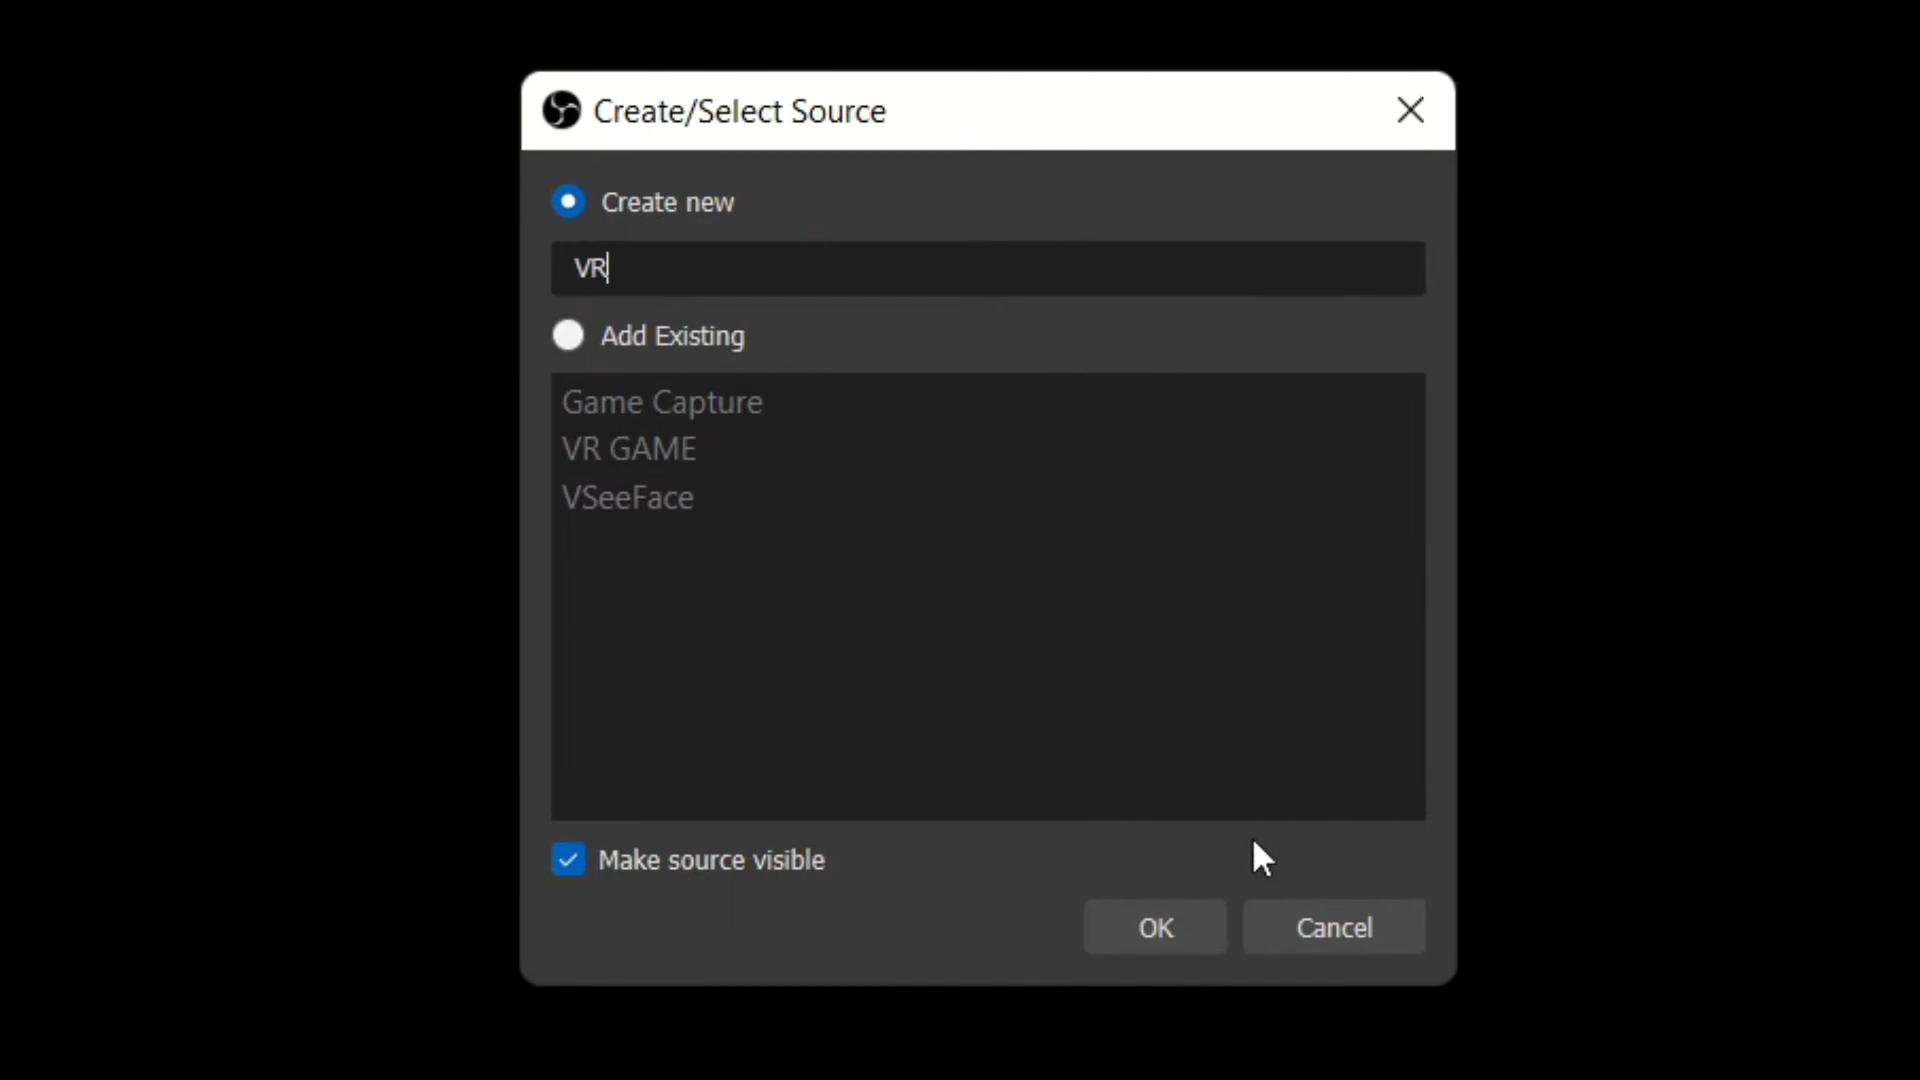 Create/Select Source
Create new
VR
Add Existing
Game Capture
VR GAME
VSeeFace
Make source visible
OK
Cancel